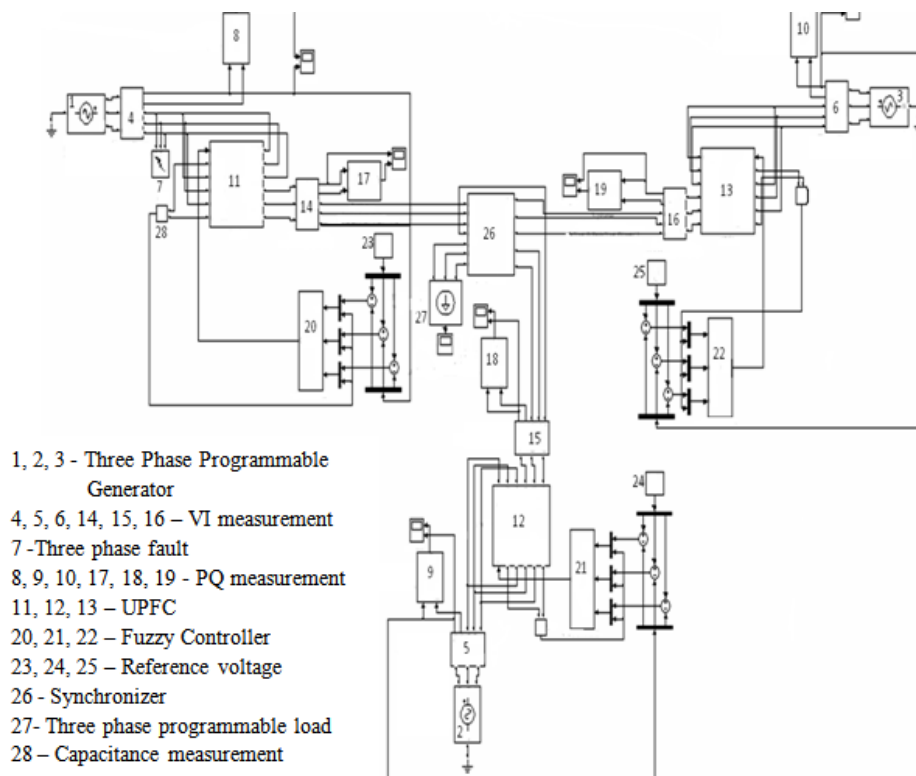 8
10
1
4
6
3
7
11
17
14
19
16
13
28
23
26
25
27
20
18
22
15
24
12
9
21
5
2
1, 2, 3 - Three Phase Programmable
Generator
4, 5, 6, 14, 15, 16 – VI measurement
7 -Three phase fault
8, 9, 10, 17, 18, 19 - PQ measurement
11, 12, 13 – UPFC
20, 21, 22 – Fuzzy Controller
23, 24, 25 – Reference voltage
26 - Synchronizer
27- Three phase programmable load
28 – Capacitance measurement